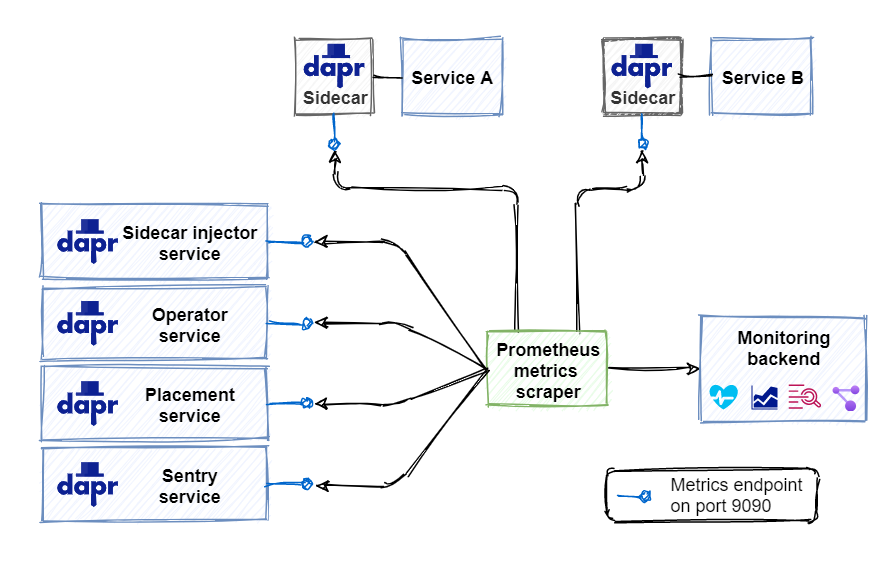 dapr
Sidecar
Service A
dapr
Sidecar
Service B
dapr
Sidecar injector
service
dapr
Operator
service
dapr
Placement
service
dapr
Sentry
service
Prometheus
metrics
scraper
Monitoring
backend
Metrics endpoint
on port 9090